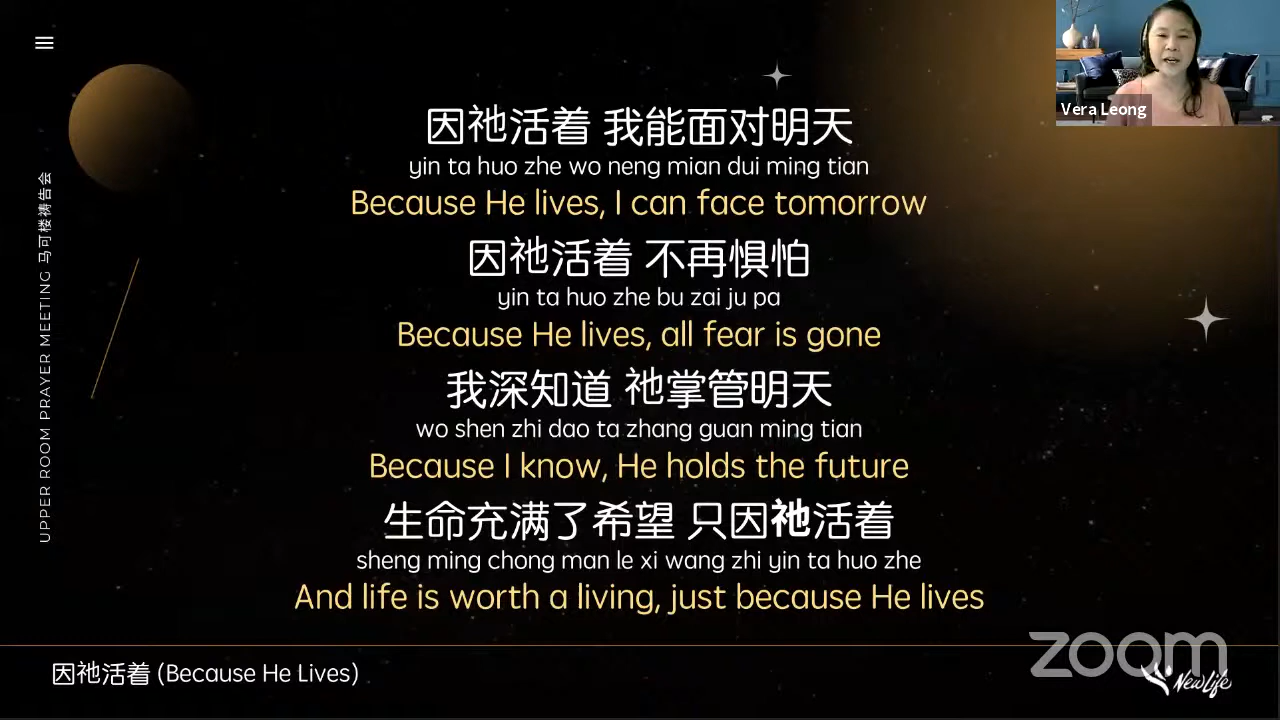 Vera Leong
因祂活着 我能面对明天
yin ta huo zhe wo neng mian dui ming tian
Because He lives, I can face tomorrow
因祂活着 不再惧怕
yin ta huo zhe bu zai ju pa
Because He lives, all fear is gone
我深知道 祂掌管明天
wo shen zhi dao ta zhang guan ming tian
Because I know, He holds the future
生命充满了希望 只因祂活着
sheng ming chong man le xi wang zhi yin ta huo zhe
And life is worth a living, just because He lives
UPPER ROOM PRAYER MEETING 马可楼祷告会
因祂活着 (Because He Lives)
zoom
New Life